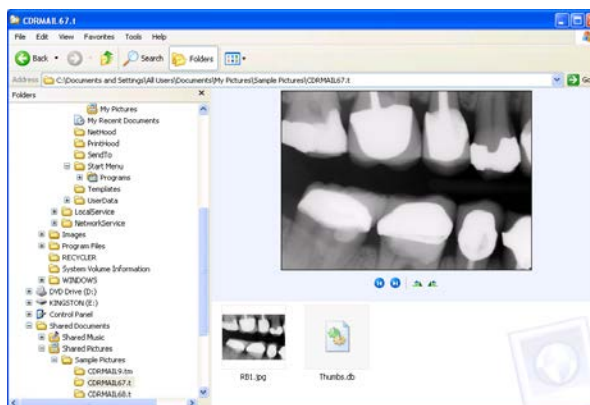 CDRMAIL67.t
File Edit View Favorites Tools Help
Back Search Folders
Address C:\Documents and Settings\All Users\Documents\My Pictures\Sample Pictures\CDRMAIL67.t Go
Folders
My Pictures
My Recent Documents
NetHood
PrintHood
SendTo
Start Menu
Programs
Templates
UserData
LocalService
NetworkService
Images
Program Files
RECYCLER
System Volume Information
WINDOWS
DVD Drive (D:)
KINGSTON (E:)
Control Panel
Shared Documents
Shared Music
Shared Pictures
Sample Pictures
CDRMAIL9.tm
CDRMAIL67.t
CDRMAIL68.t
RB1.jpg
Thumbs.db